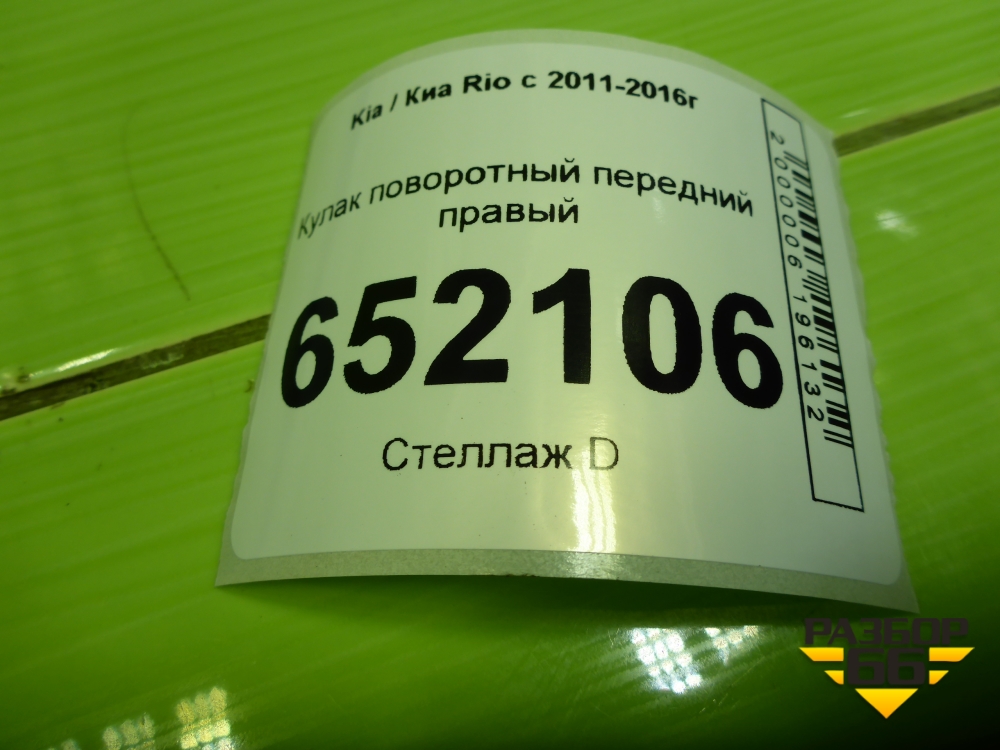 Kia / Киа Rio с 2011-2016г
Кулак поворотный передний
правый
652106
Стеллаж D
2000006196132
РАЗБОР
66